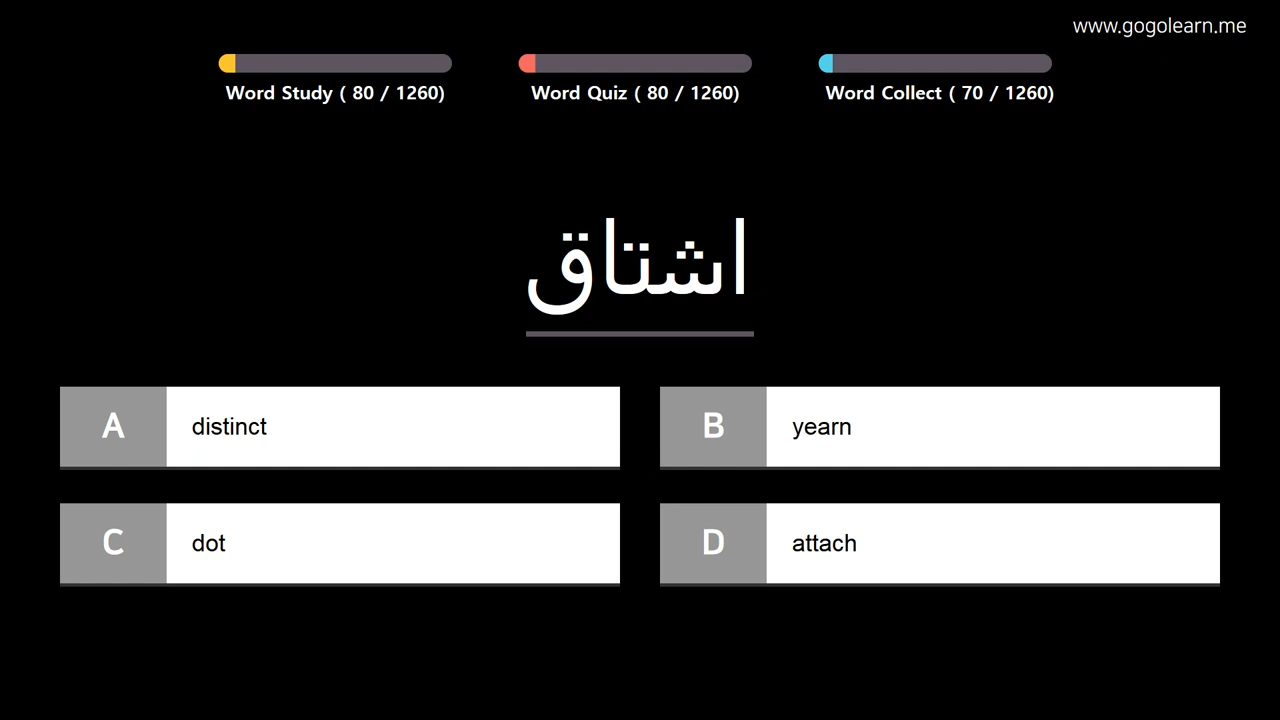 www.gogolearn.me
Word Study ( 80 / 1260)
Word Quiz ( 80 / 1260)
Word Collect ( 70 / 1260)
اشتاق
A distinct
B yearn
C dot
D attach